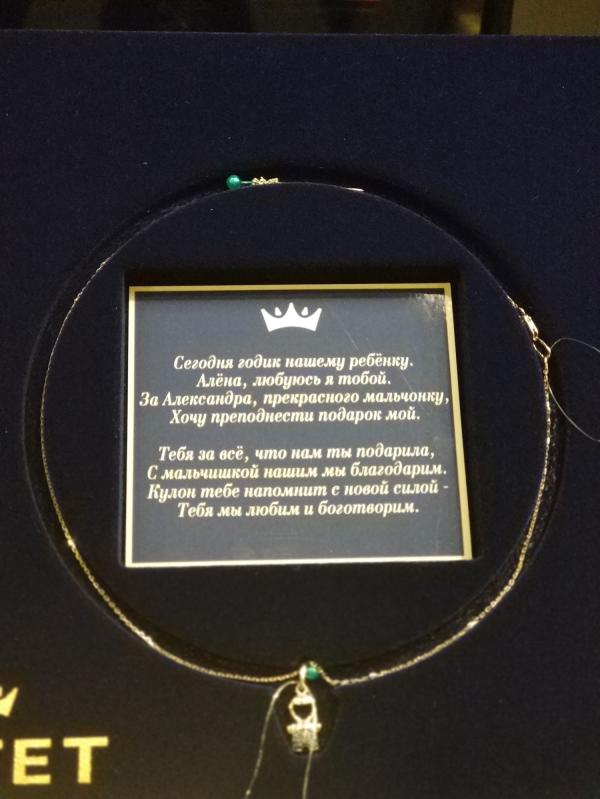 Сегодня годик нашему ребёнку.
Алёна, любуюсь я тобой.
За Александра, прекрасного мальчонку,
Хочу преподнести подарок мой.
Тебя за всё, что нам ты подарила,
С мальчишкой нашим мы благодарим.
Кулон тебе напомнит с новой силой -
Тебя мы любим и боготворим.
ТЕТ